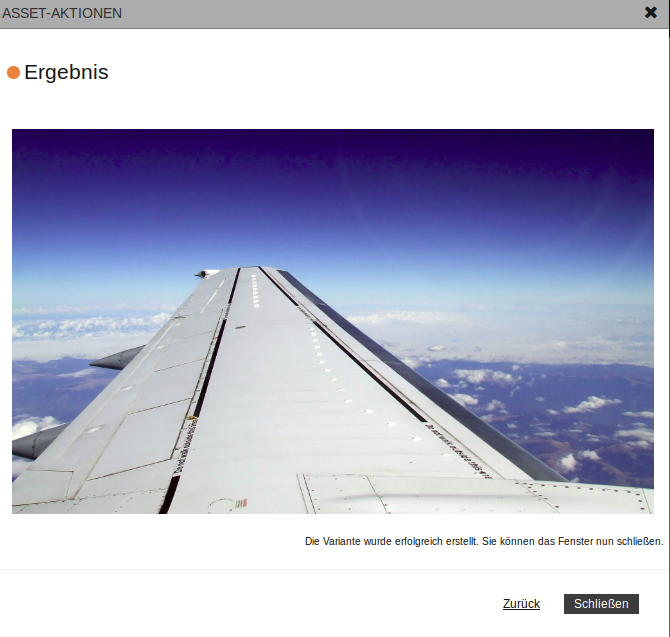 ASSET-AKTIONEN
Ergebnis
Die Variante wurde erfolgreich erstellt. Sie können das Fenster nun schließen.
Zurück
Schließen